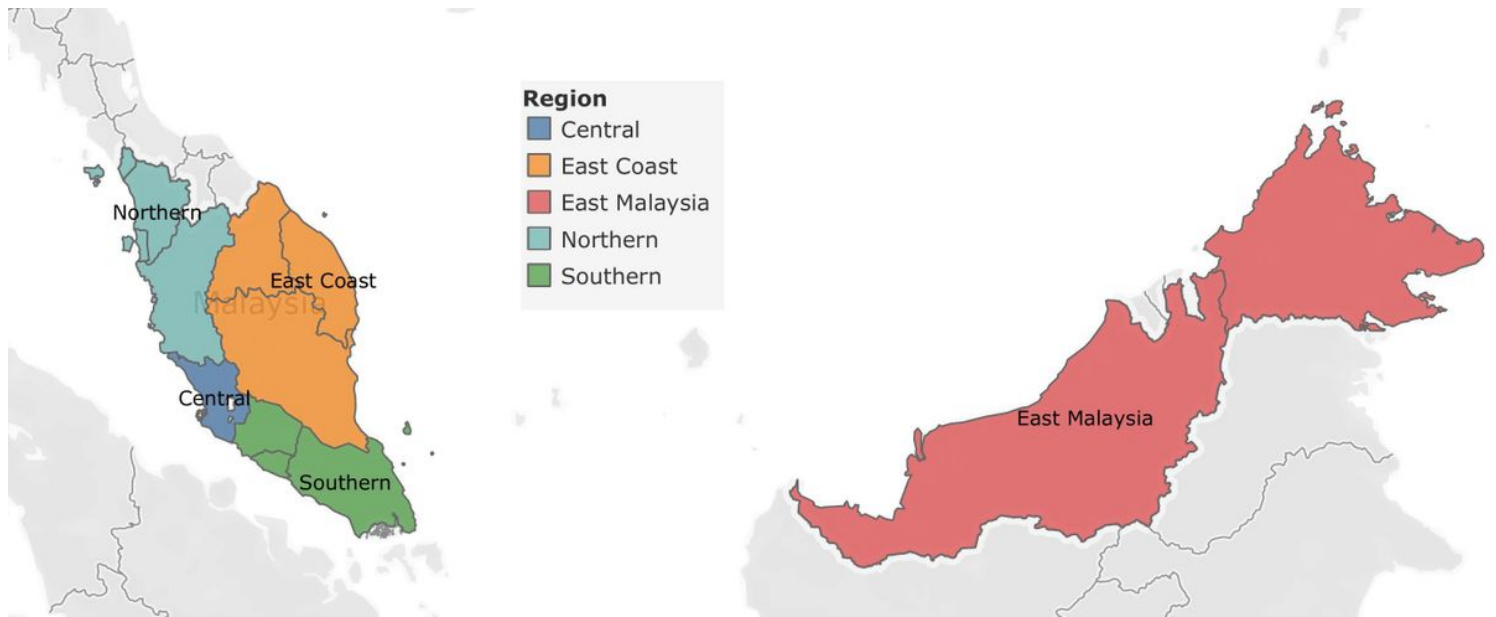 Region
Central
East Coast
East Malaysia
Northern
Southern
Northern
East Coast
Malaysia
Central
East Malaysia
Southern